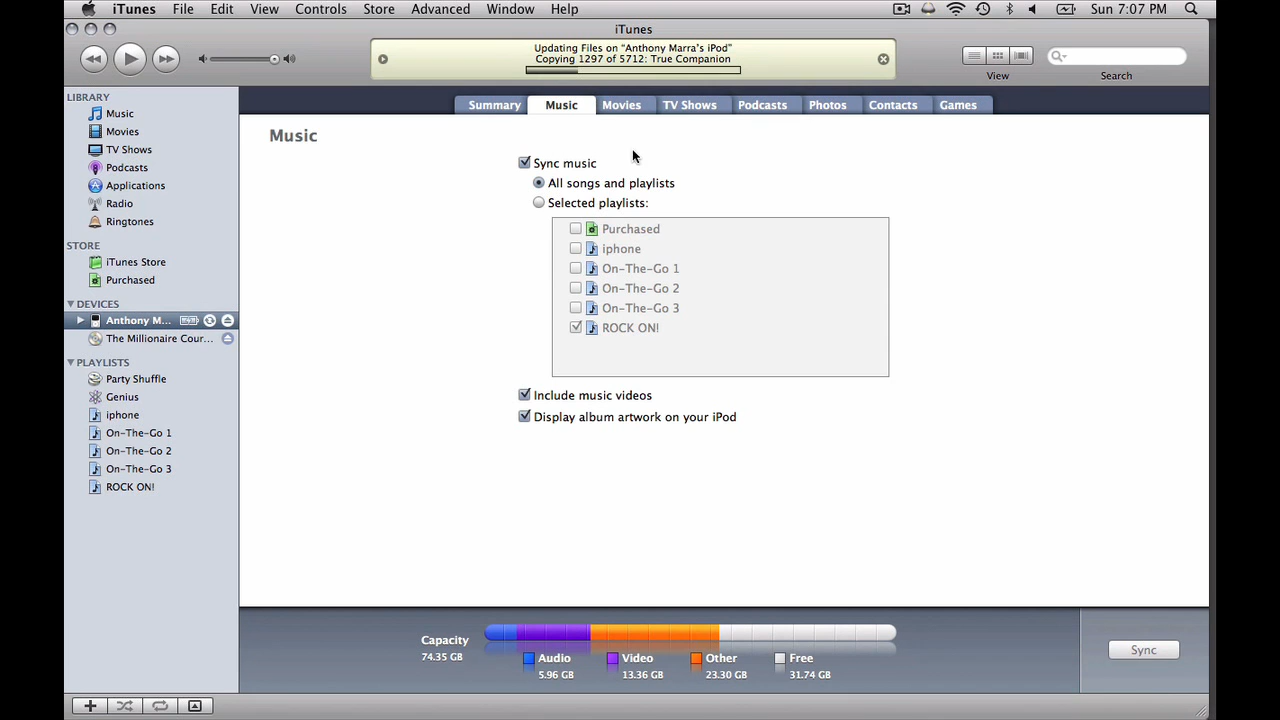 iTunes File Edit View Controls Store Advanced Window Help Sun 7:07 PM
iTunes
Updating Files on “Anthony Marra’s iPod”
Copying 1297 of 5712: True Companion
View Search
LIBRARY
Music
Movies
TV Shows
Podcasts
Applications
Radio
Ringtones
STORE
iTunes Store
Purchased
DEVICES
Anthony M...
The Millionaire Cour...
PLAYLISTS
Party Shuffle
Genius
iphone
On-The-Go 1
On-The-Go 2
On-The-Go 3
ROCK ON!
Summary Music Movies TV Shows Podcasts Photos Contacts Games
Music
Sync music
All songs and playlists
Selected playlists:
Purchased
iphone
On-The-Go 1
On-The-Go 2
On-The-Go 3
ROCK ON!
Include music videos
Display album artwork on your iPod
Capacity
74.35 GB
Audio Video Other Free
5.96 GB 13.36 GB 23.30 GB 31.74 GB
Sync